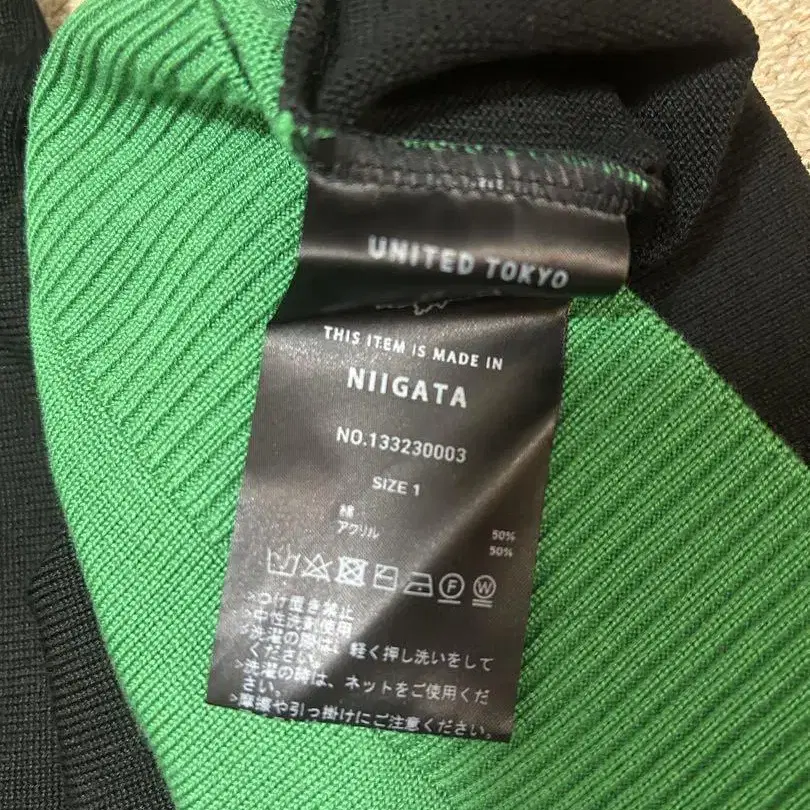 UNITED TOKYO
THIS ITEM IS MADE IN
NIIGATA
NO.133230003
SIZE 1
綿 50%
アクリル 50%
F W
>つけ置き禁止
>中性洗剤使用
>洗濯の際は、軽く押し洗いをして
ください。
>洗濯の時は、ネットをご使用くだ
さい。
>摩擦や引っ掛けにご注意ください。